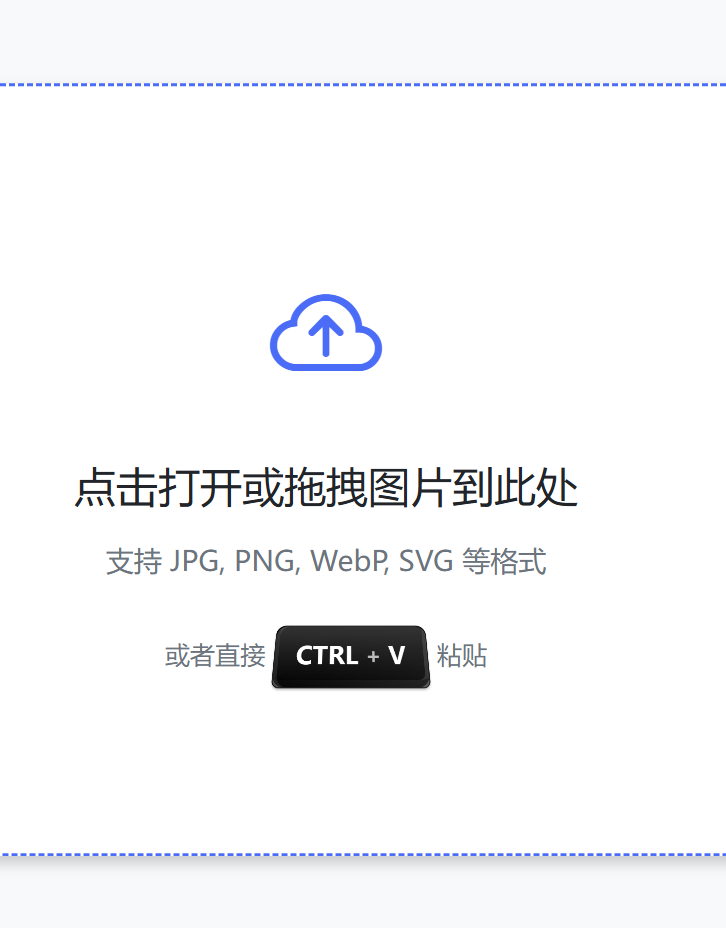 点击打开或拖拽图片到此处
支持 JPG, PNG, WebP, SVG 等格式
或者直接 CTRL + V 粘贴